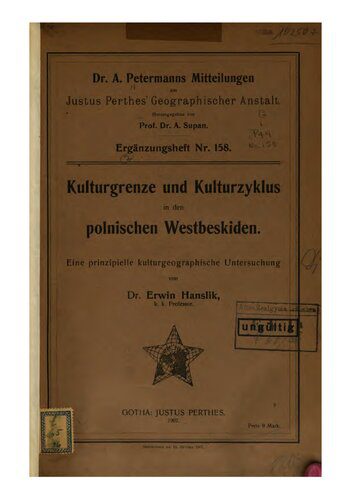 Dr. A. Petermanns Mitteilungen
aus
Justus Perthes' Geographischer Anstalt.
Herausgegeben von
Prof. Dr. A. Supan.
Ergänzungsheft Nr. 158.
Kulturgrenze und Kulturzyklus
in den
polnischen Westbeskiden.
Eine prinzipielle kulturgeographische Untersuchung
von
Dr. Erwin Hanslik,
k. k. Professor.
ungültig
GOTHA: JUSTUS PERTHES.
1907.
Preis 8 Mark.